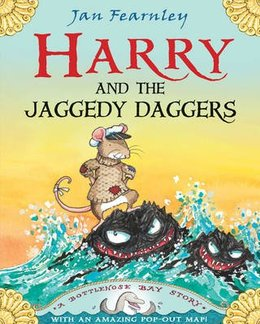 Jan Fearnley
HARRY
AND THE
JAGGEDY DAGGERS
A BOTTLENOSE BAY STORY
WITH AN AMAZING POP-OUT MAP!